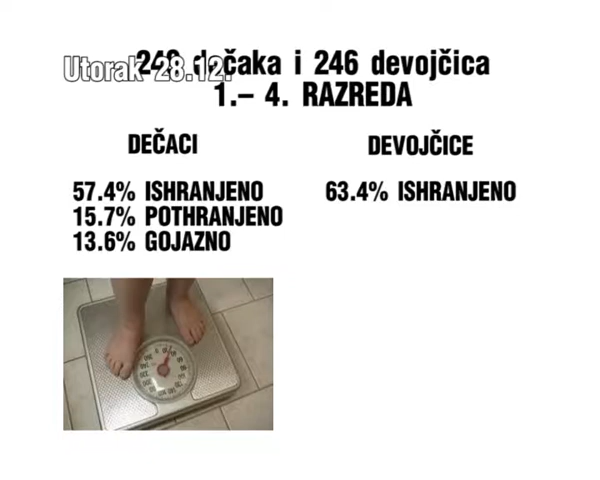 Utorak 28.12.
dečaka i 246 devojčica
1.– 4. RAZREDA
DEČACI
DEVOJČICE
57.4% ISHRANJENO
15.7% POTHRANJENO
13.6% GOJAZNO
63.4% ISHRANJENO